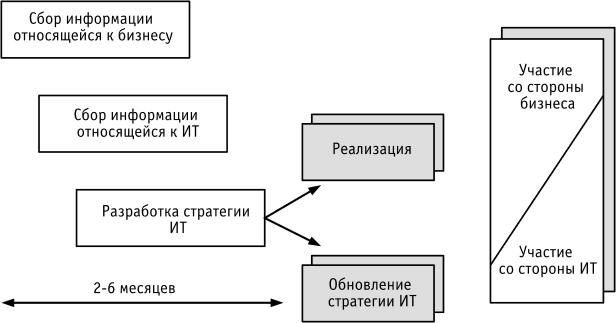 Сбор информации
относящейся к бизнесу
Сбор информации
относящейся к ИТ
Разработка стратегии
ИТ
2-6 месяцев
Реализация
Обновление
стратегии ИТ
Участие
со стороны
бизнеса
Участие
со стороны ИТ